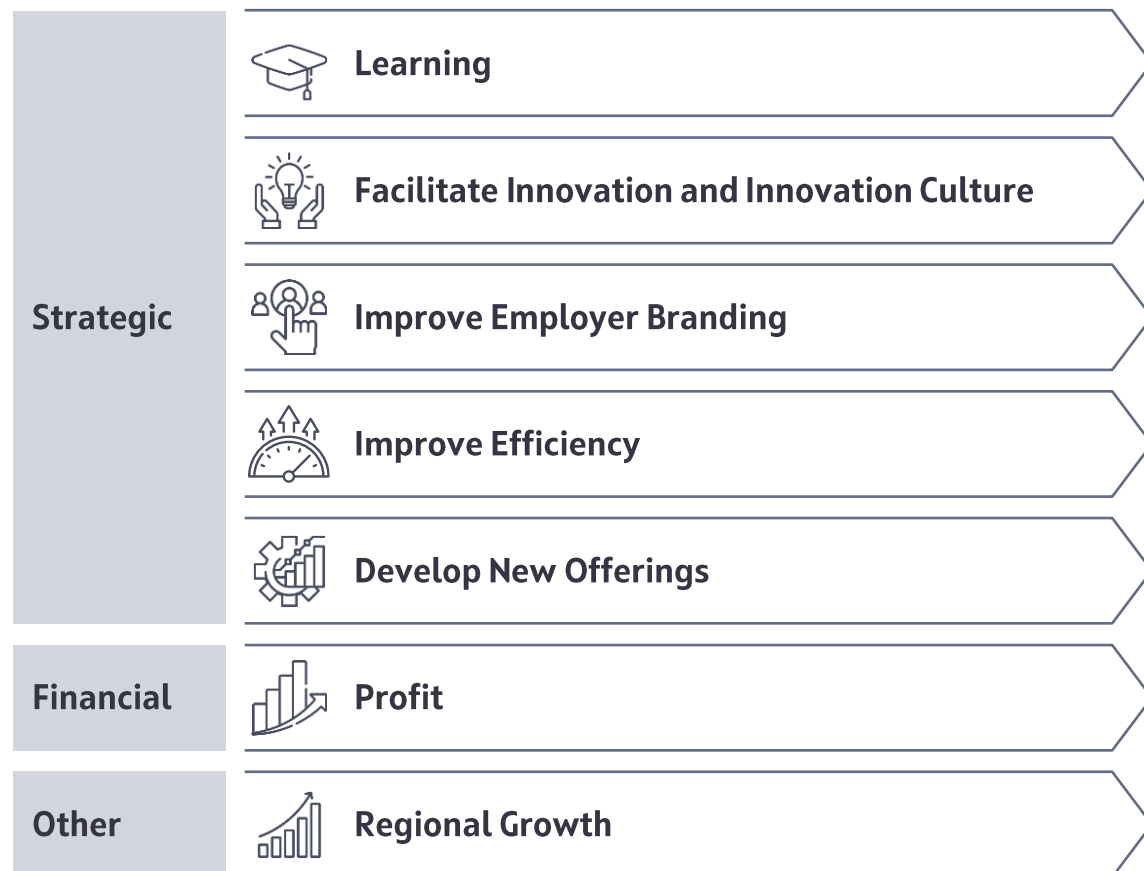 Learning
Facilitate Innovation and Innovation Culture
Strategic
Improve Employer Branding
Improve Efficiency
Develop New Offerings
Financial
Profit
Other
Regional Growth